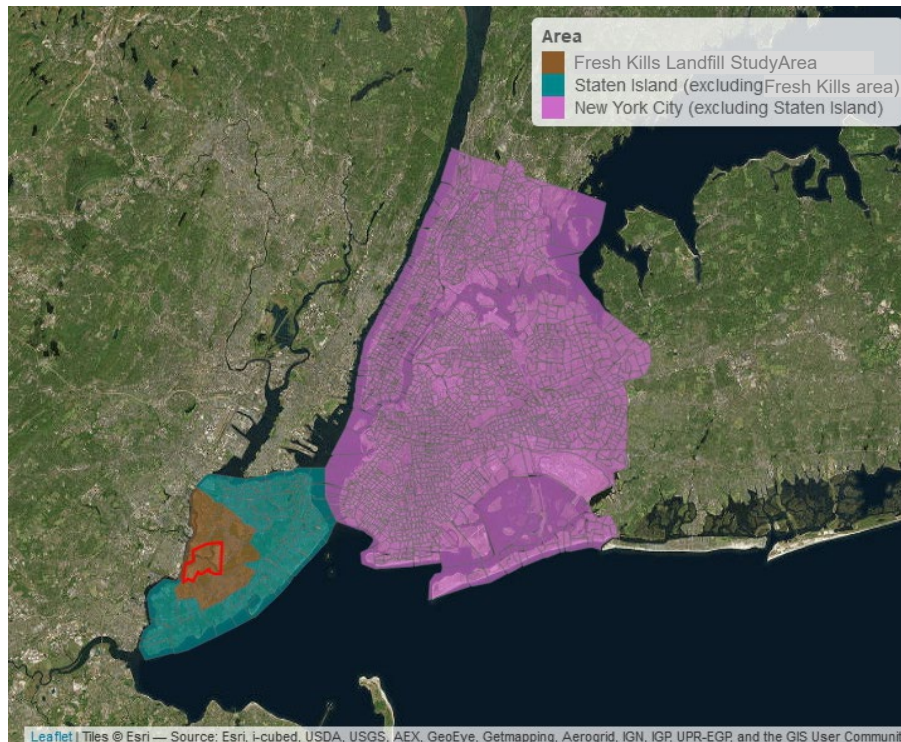 Area
Fresh Kills Landfill StudyArea
Staten Island (excludingFresh Kills area)
New York City (excluding Staten Island)
Leaflet | Tiles © Esri — Source: Esri, i-cubed, USDA, USGS, AEX, GeoEye, Getmapping, Aerogrid, IGN, IGP, UPR-EGP, and the GIS User Communit